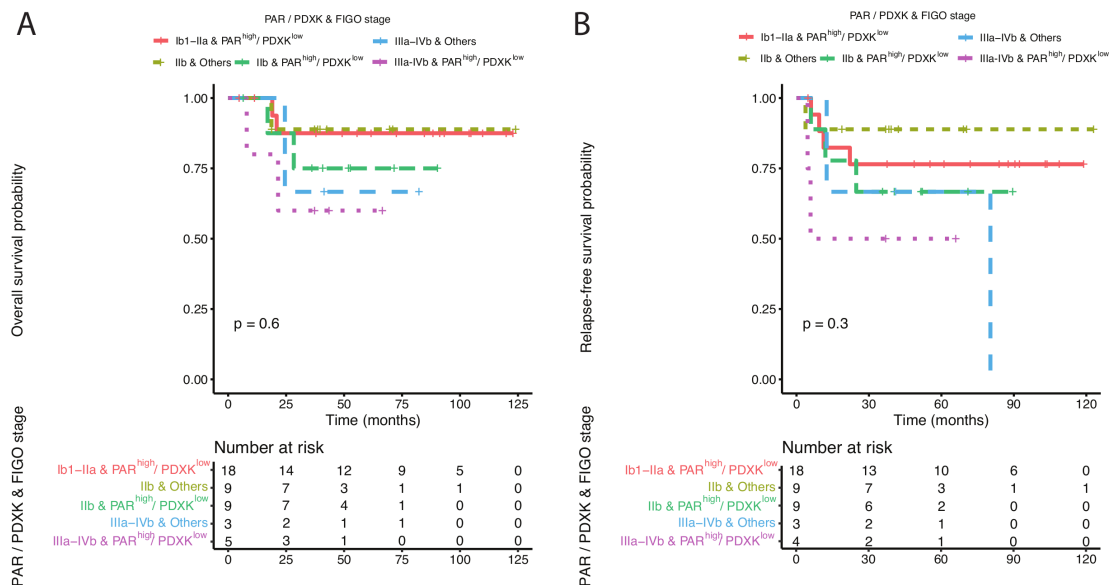 A
PAR / PDXK & FIGO stage
Ib1–IIa & PARhigh/ PDXKlow
IIIa–IVb & Others
IIb & Others
IIb & PARhigh/ PDXKlow
IIIa-IVb & PARhigh/ PDXKlow
Overall survival probability
1.00
0.75
0.50
0.25
0.00
p = 0.6
0 25 50 75 100 125
Time (months)
PAR / PDXK & FIGO stage
Number at risk
Ib1–IIa & PARhigh/ PDXKlow 18 14 12 9 5 0
IIb & Others 9 7 3 1 1 0
IIb & PARhigh/ PDXKlow 9 7 4 1 0 0
IIIa–IVb & Others 3 2 1 1 0 0
IIIa–IVb & PARhigh/ PDXKlow 5 3 1 0 0 0
0 25 50 75 100 125
B
PAR / PDXK & FIGO stage
Ib1–IIa & PARhigh/ PDXKlow
IIIa–IVb & Others
IIb & Others
IIb & PARhigh/ PDXKlow
IIIa-IVb & PARhigh/ PDXKlow
Relapse-free survival probability
1.00
0.75
0.50
0.25
0.00
p = 0.3
0 30 60 90 120
Time (months)
PAR / PDXK & FIGO stage
Number at risk
Ib1–IIa & PARhigh/ PDXKlow 18 13 10 6 0
IIb & Others 9 7 3 1 1
IIb & PARhigh/ PDXKlow 9 6 2 0 0
IIIa–IVb & Others 3 2 1 0 0
IIIa–IVb & PARhigh/ PDXKlow 4 2 1 0 0
0 30 60 90 120